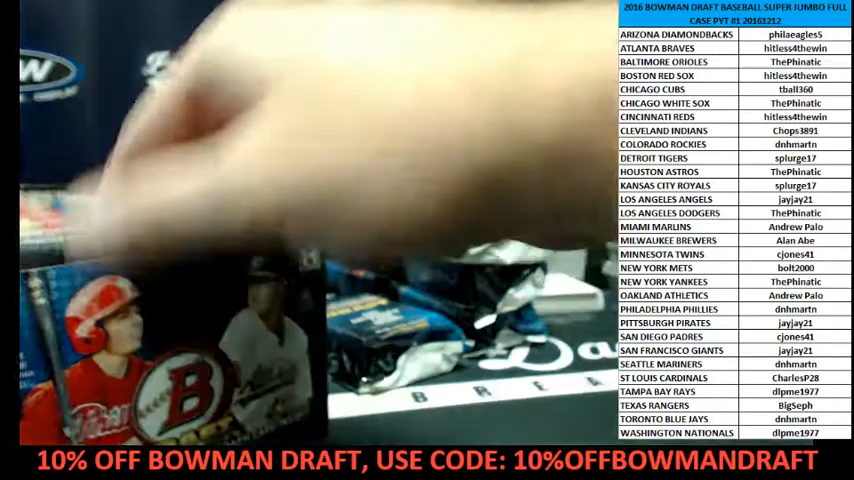 2016 BOWMAN DRAFT BASEBALL SUPER JUMBO FULL
CASE PYT #1 20161212
ARIZONA DIAMONDBACKS philaeagles5
ATLANTA BRAVES hitless4thewin
BALTIMORE ORIOLES ThePhinatic
BOSTON RED SOX hitless4thewin
CHICAGO CUBS tball360
CHICAGO WHITE SOX ThePhinatic
CINCINNATI REDS hitless4thewin
CLEVELAND INDIANS Chops3891
COLORADO ROCKIES dnhmartn
DETROIT TIGERS splurge17
HOUSTON ASTROS ThePhinatic
KANSAS CITY ROYALS splurge17
LOS ANGELES ANGELS jayjay21
LOS ANGELES DODGERS ThePhinatic
MIAMI MARLINS Andrew Palo
MILWAUKEE BREWERS Alan Abe
MINNESOTA TWINS cjones41
NEW YORK METS bolt2000
NEW YORK YANKEES ThePhinatic
OAKLAND ATHLETICS Andrew Palo
PHILADELPHIA PHILLIES dnhmartn
PITTSBURGH PIRATES jayjay21
SAN DIEGO PADRES cjones41
SAN FRANCISCO GIANTS jayjay21
SEATTLE MARINERS dnhmartn
ST LOUIS CARDINALS CharlesP28
TAMPA BAY RAYS dlpme1977
TEXAS RANGERS BigSeph
TORONTO BLUE JAYS dnhmartn
WASHINGTON NATIONALS dlpme1977
B
Da
B R E A
10% OFF BOWMAN DRAFT, USE CODE: 10%OFFBOWMANDRAFT